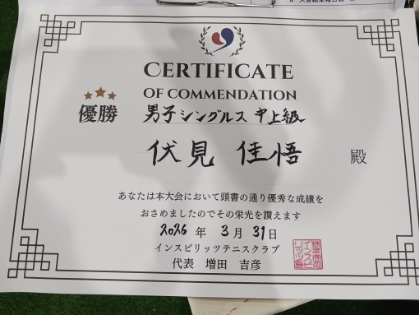 CERTIFICATE
OF COMMENDATION
優勝 男子シングルス 中上級
伏見 佳悟 殿
あなたは本大会において頭書の通り優秀な成績を
おさめましたのでその栄光を讃えます
2025 年 3 月 31 日
インスピリッツテニスクラブ
代表 増田 吉彦